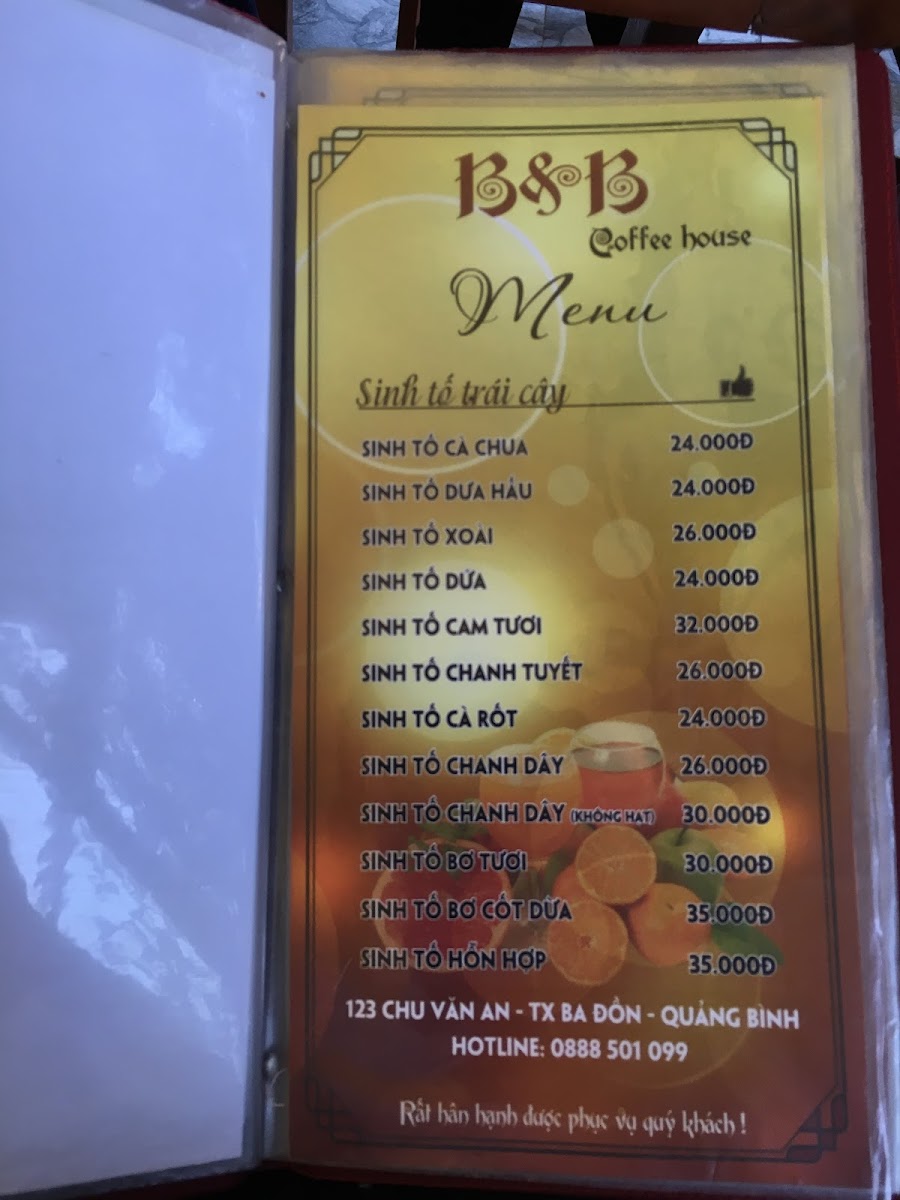 B&B
Coffee house
Menu
Sinh tố trái cây
SINH TỐ CÀ CHUA 24.000Đ
SINH TỐ DƯA HẤU 24.000Đ
SINH TỐ XOÀI 26.000Đ
SINH TỐ DỨA 24.000Đ
SINH TỐ CAM TƯƠI 32.000Đ
SINH TỐ CHANH TUYẾT 26.000Đ
SINH TỐ CÀ RỐT 24.000Đ
SINH TỐ CHANH DÂY 26.000Đ
SINH TỐ CHANH DÂY (KHÔNG HẠT) 30.000Đ
SINH TỐ BƠ TƯƠI 30.000Đ
SINH TỐ BƠ CỐT DỪA 35.000Đ
SINH TỐ HỖN HỢP 35.000Đ
123 CHU VĂN AN - TX BA ĐỒN - QUẢNG BÌNH
HOTLINE: 0888 501 099
Rất hân hạnh được phục vụ quý khách !